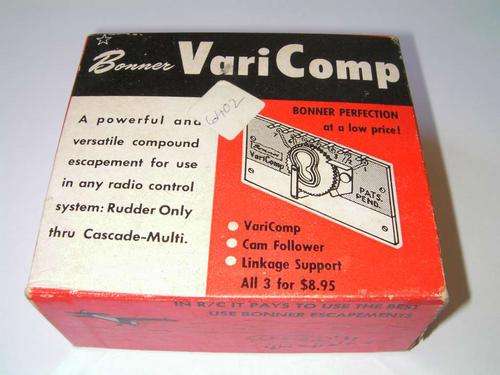 Bonner VariComp
6402
BONNER PERFECTION
at a low price!
A powerful and
versatile compound
escapement for use
in any radio control
system: Rudder Only
thru Cascade-Multi.
Bonner
VariComp
PATS.
PEND.
VariComp
Cam Follower
Linkage Support
All 3 for $8.95
IN R/C IT PAYS TO USE THE BEST
USE BONNER ESCAPEMENTS